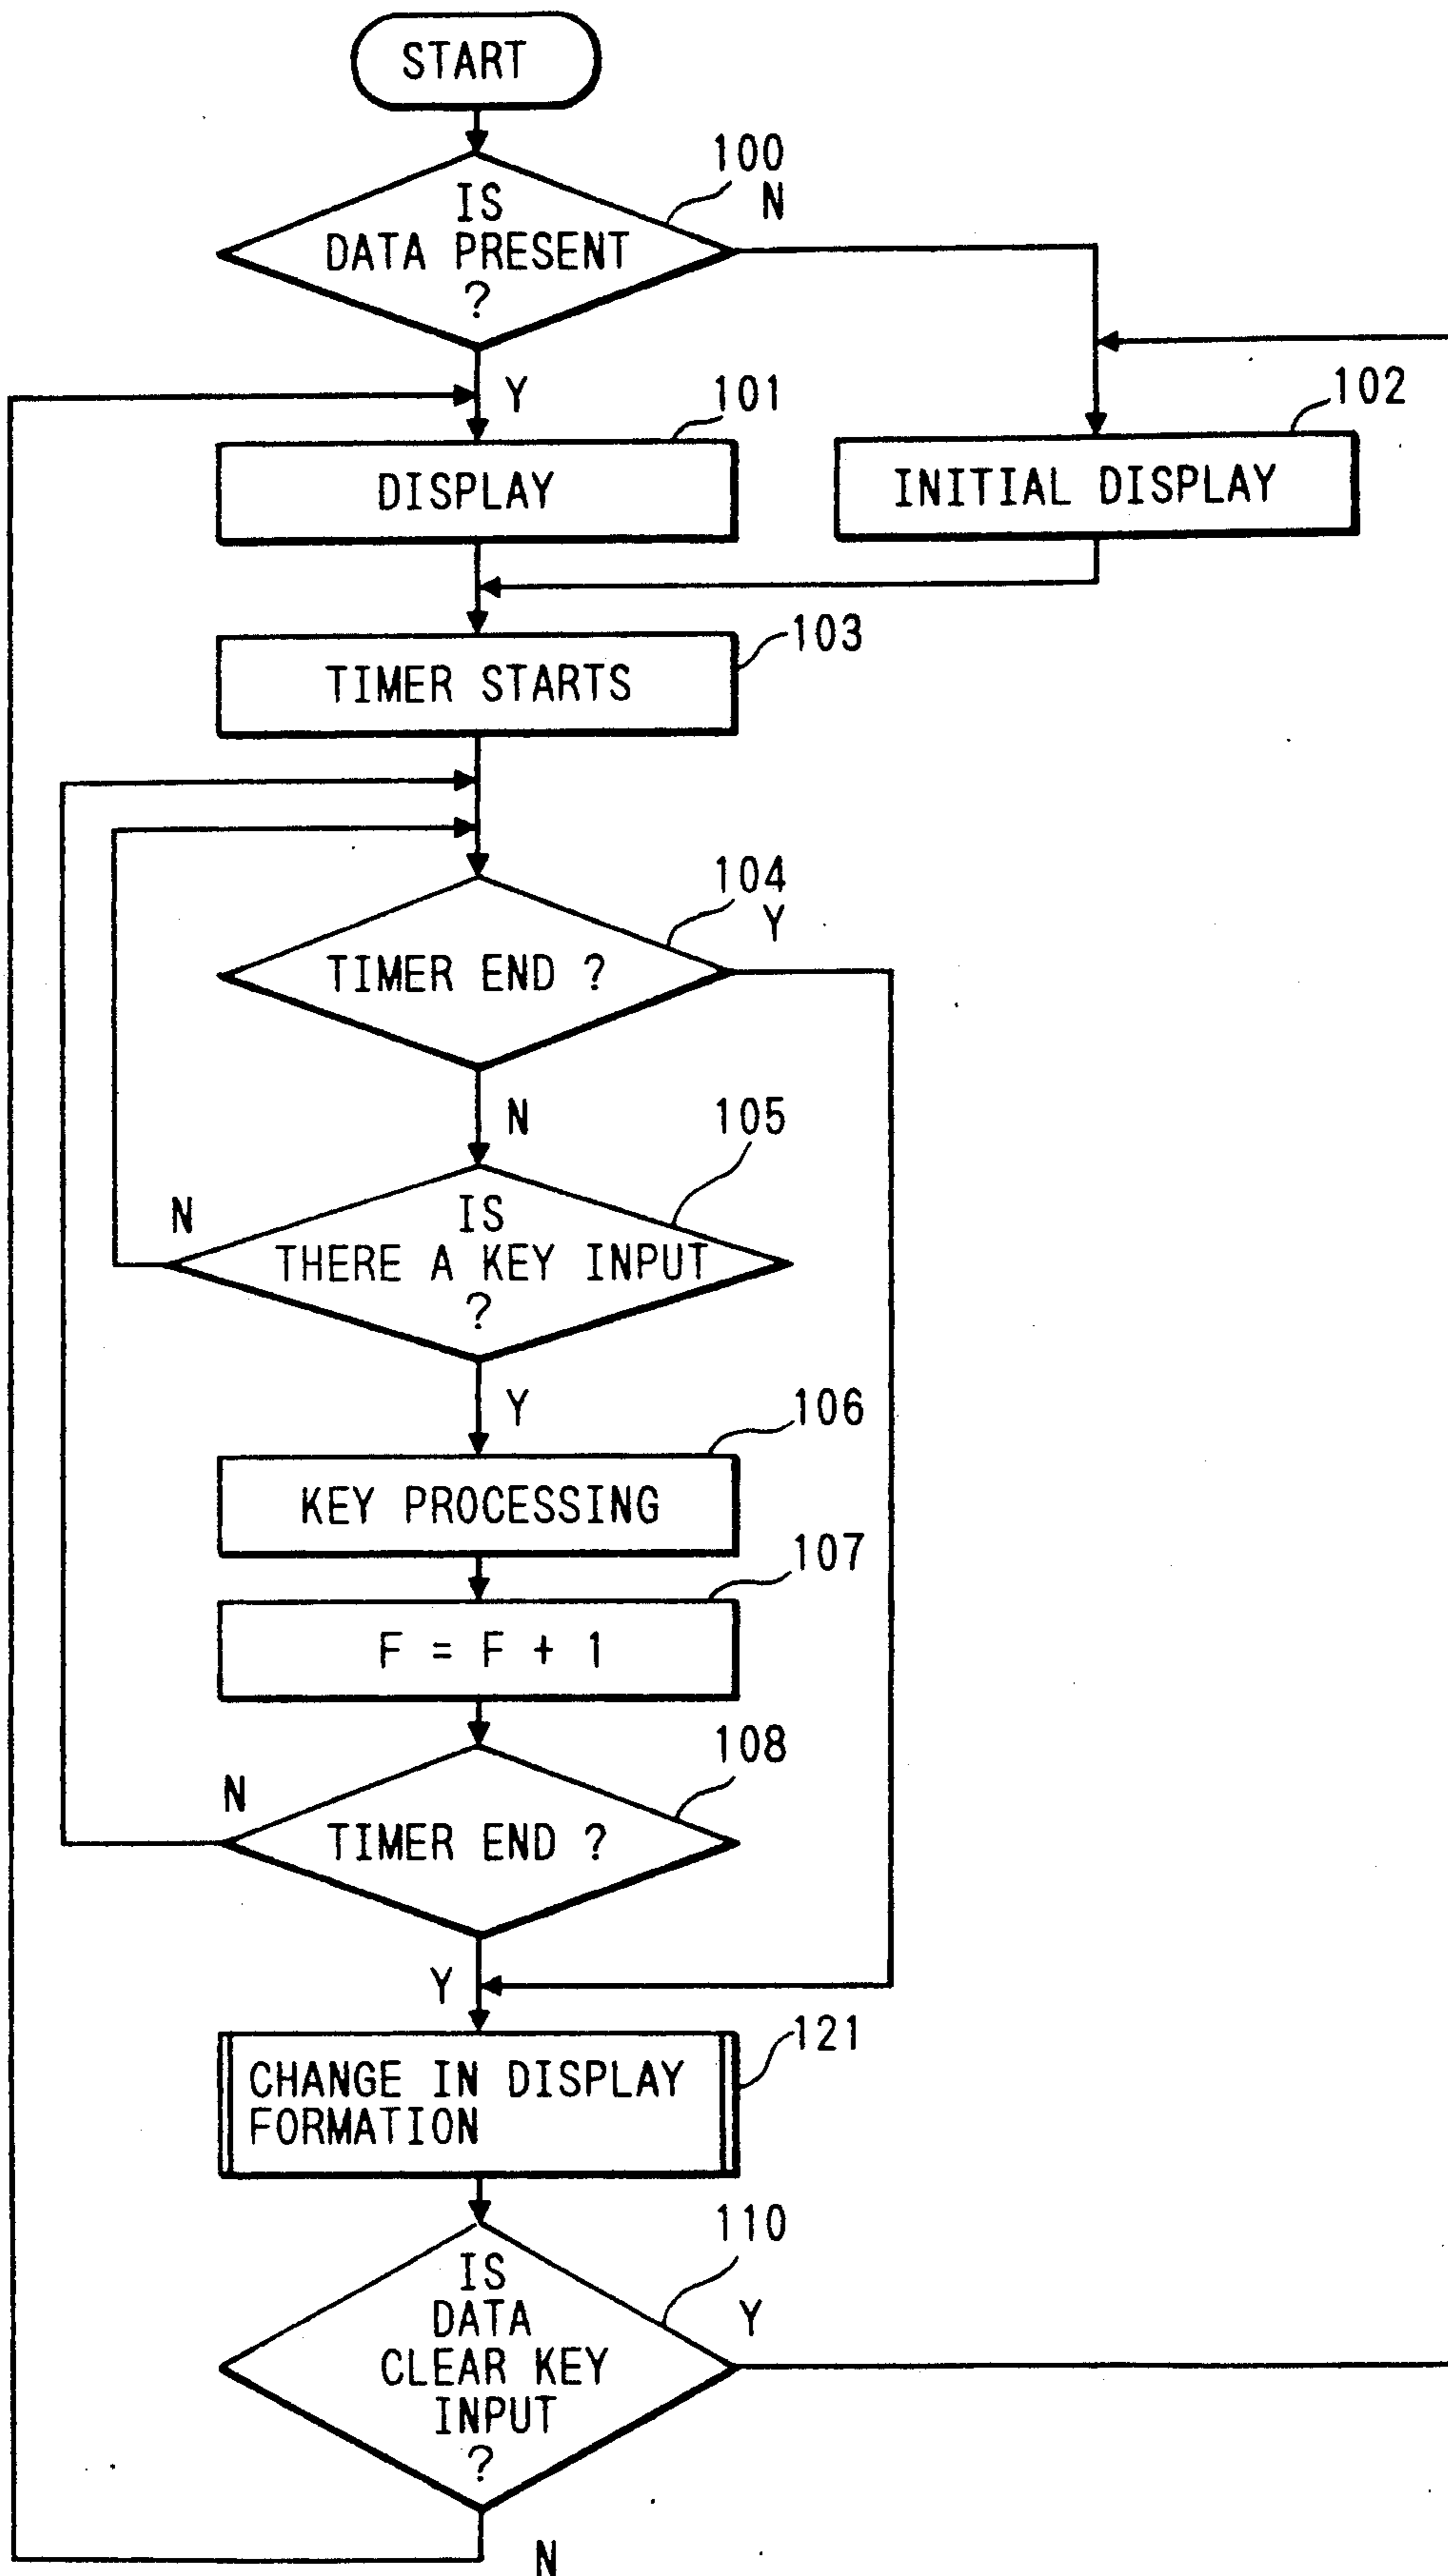 START
100
N
IS
DATA PRESENT
?
Y
101
102
DISPLAY
INITIAL DISPLAY
103
TIMER STARTS
104
Y
TIMER END ?
N
105
N
IS
THERE A KEY INPUT
?
Y
106
KEY PROCESSING
107
F = F + 1
108
N
TIMER END ?
Y
121
CHANGE IN DISPLAY
FORMATION
110
Y
IS
DATA
CLEAR KEY
INPUT
?
N